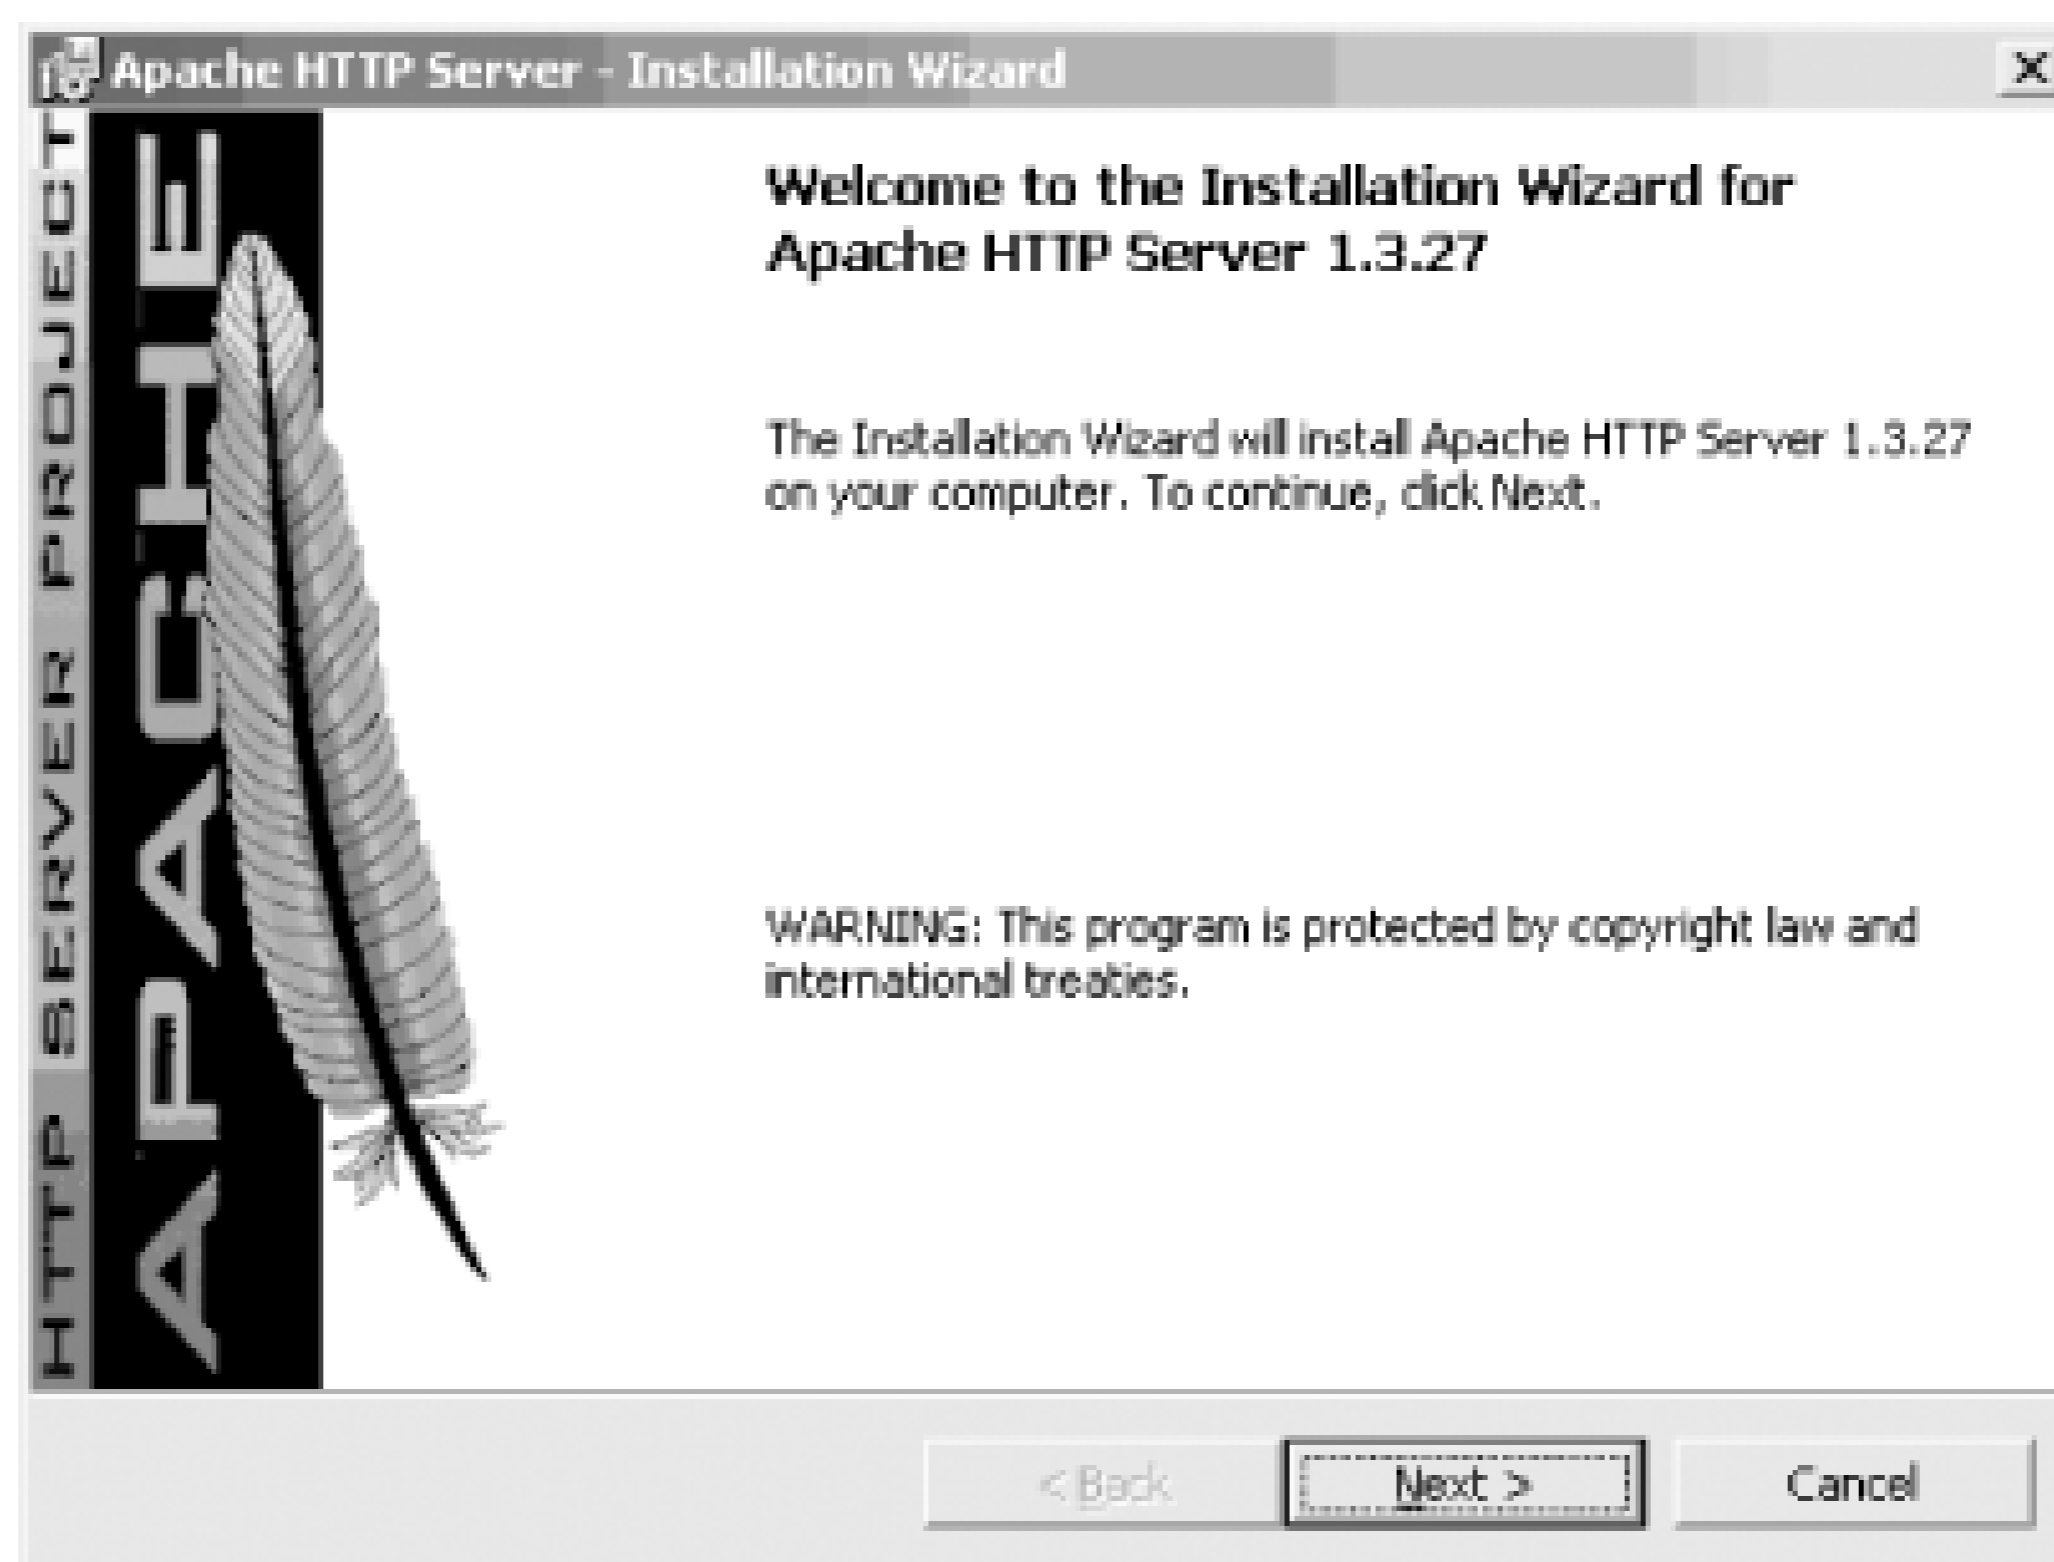 Apache HTTP Server - Installation Wizard
HTTP SERVER PROJECT
APACHE
Welcome to the Installation Wizard for
Apache HTTP Server 1.3.27
The Installation Wizard will install Apache HTTP Server 1.3.27
on your computer. To continue, click Next.
WARNING: This program is protected by copyright law and
international treaties.
< Back
Next >
Cancel